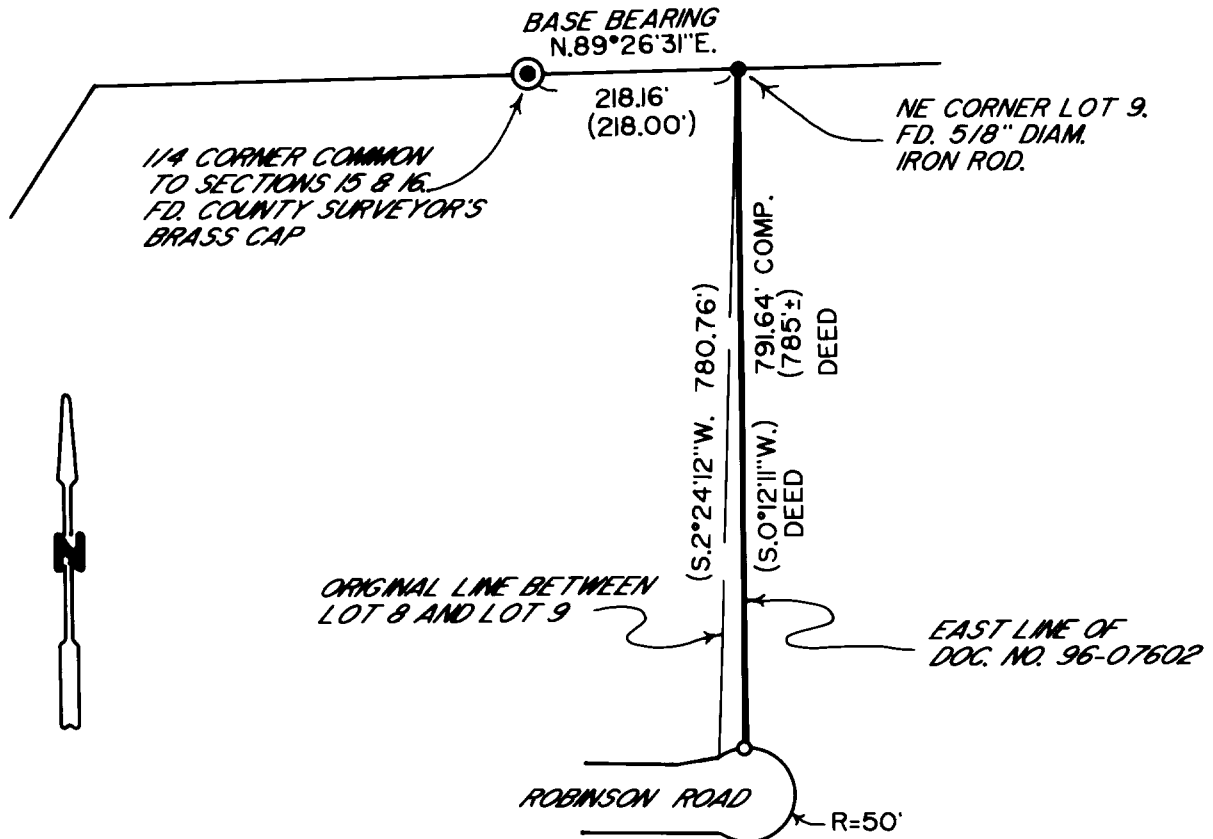 BASE BEARING
N.89°26'31"E.
218.16'
(218.00')
NE CORNER LOT 9.
FD. 5/8" DIAM.
IRON ROD.
1/4 CORNER COMMON
TO SECTIONS 15 & 16.
FD. COUNTY SURVEYOR'S
BRASS CAP
(S.2°24'12"W. 780.76')
791.64' COMP.
(785'±)
DEED
(S.0°12'11"W.)
DEED
N
ORIGINAL LINE BETWEEN
LOT 8 AND LOT 9
EAST LINE OF
DOC. NO. 96-07602
ROBINSON ROAD
R=50'